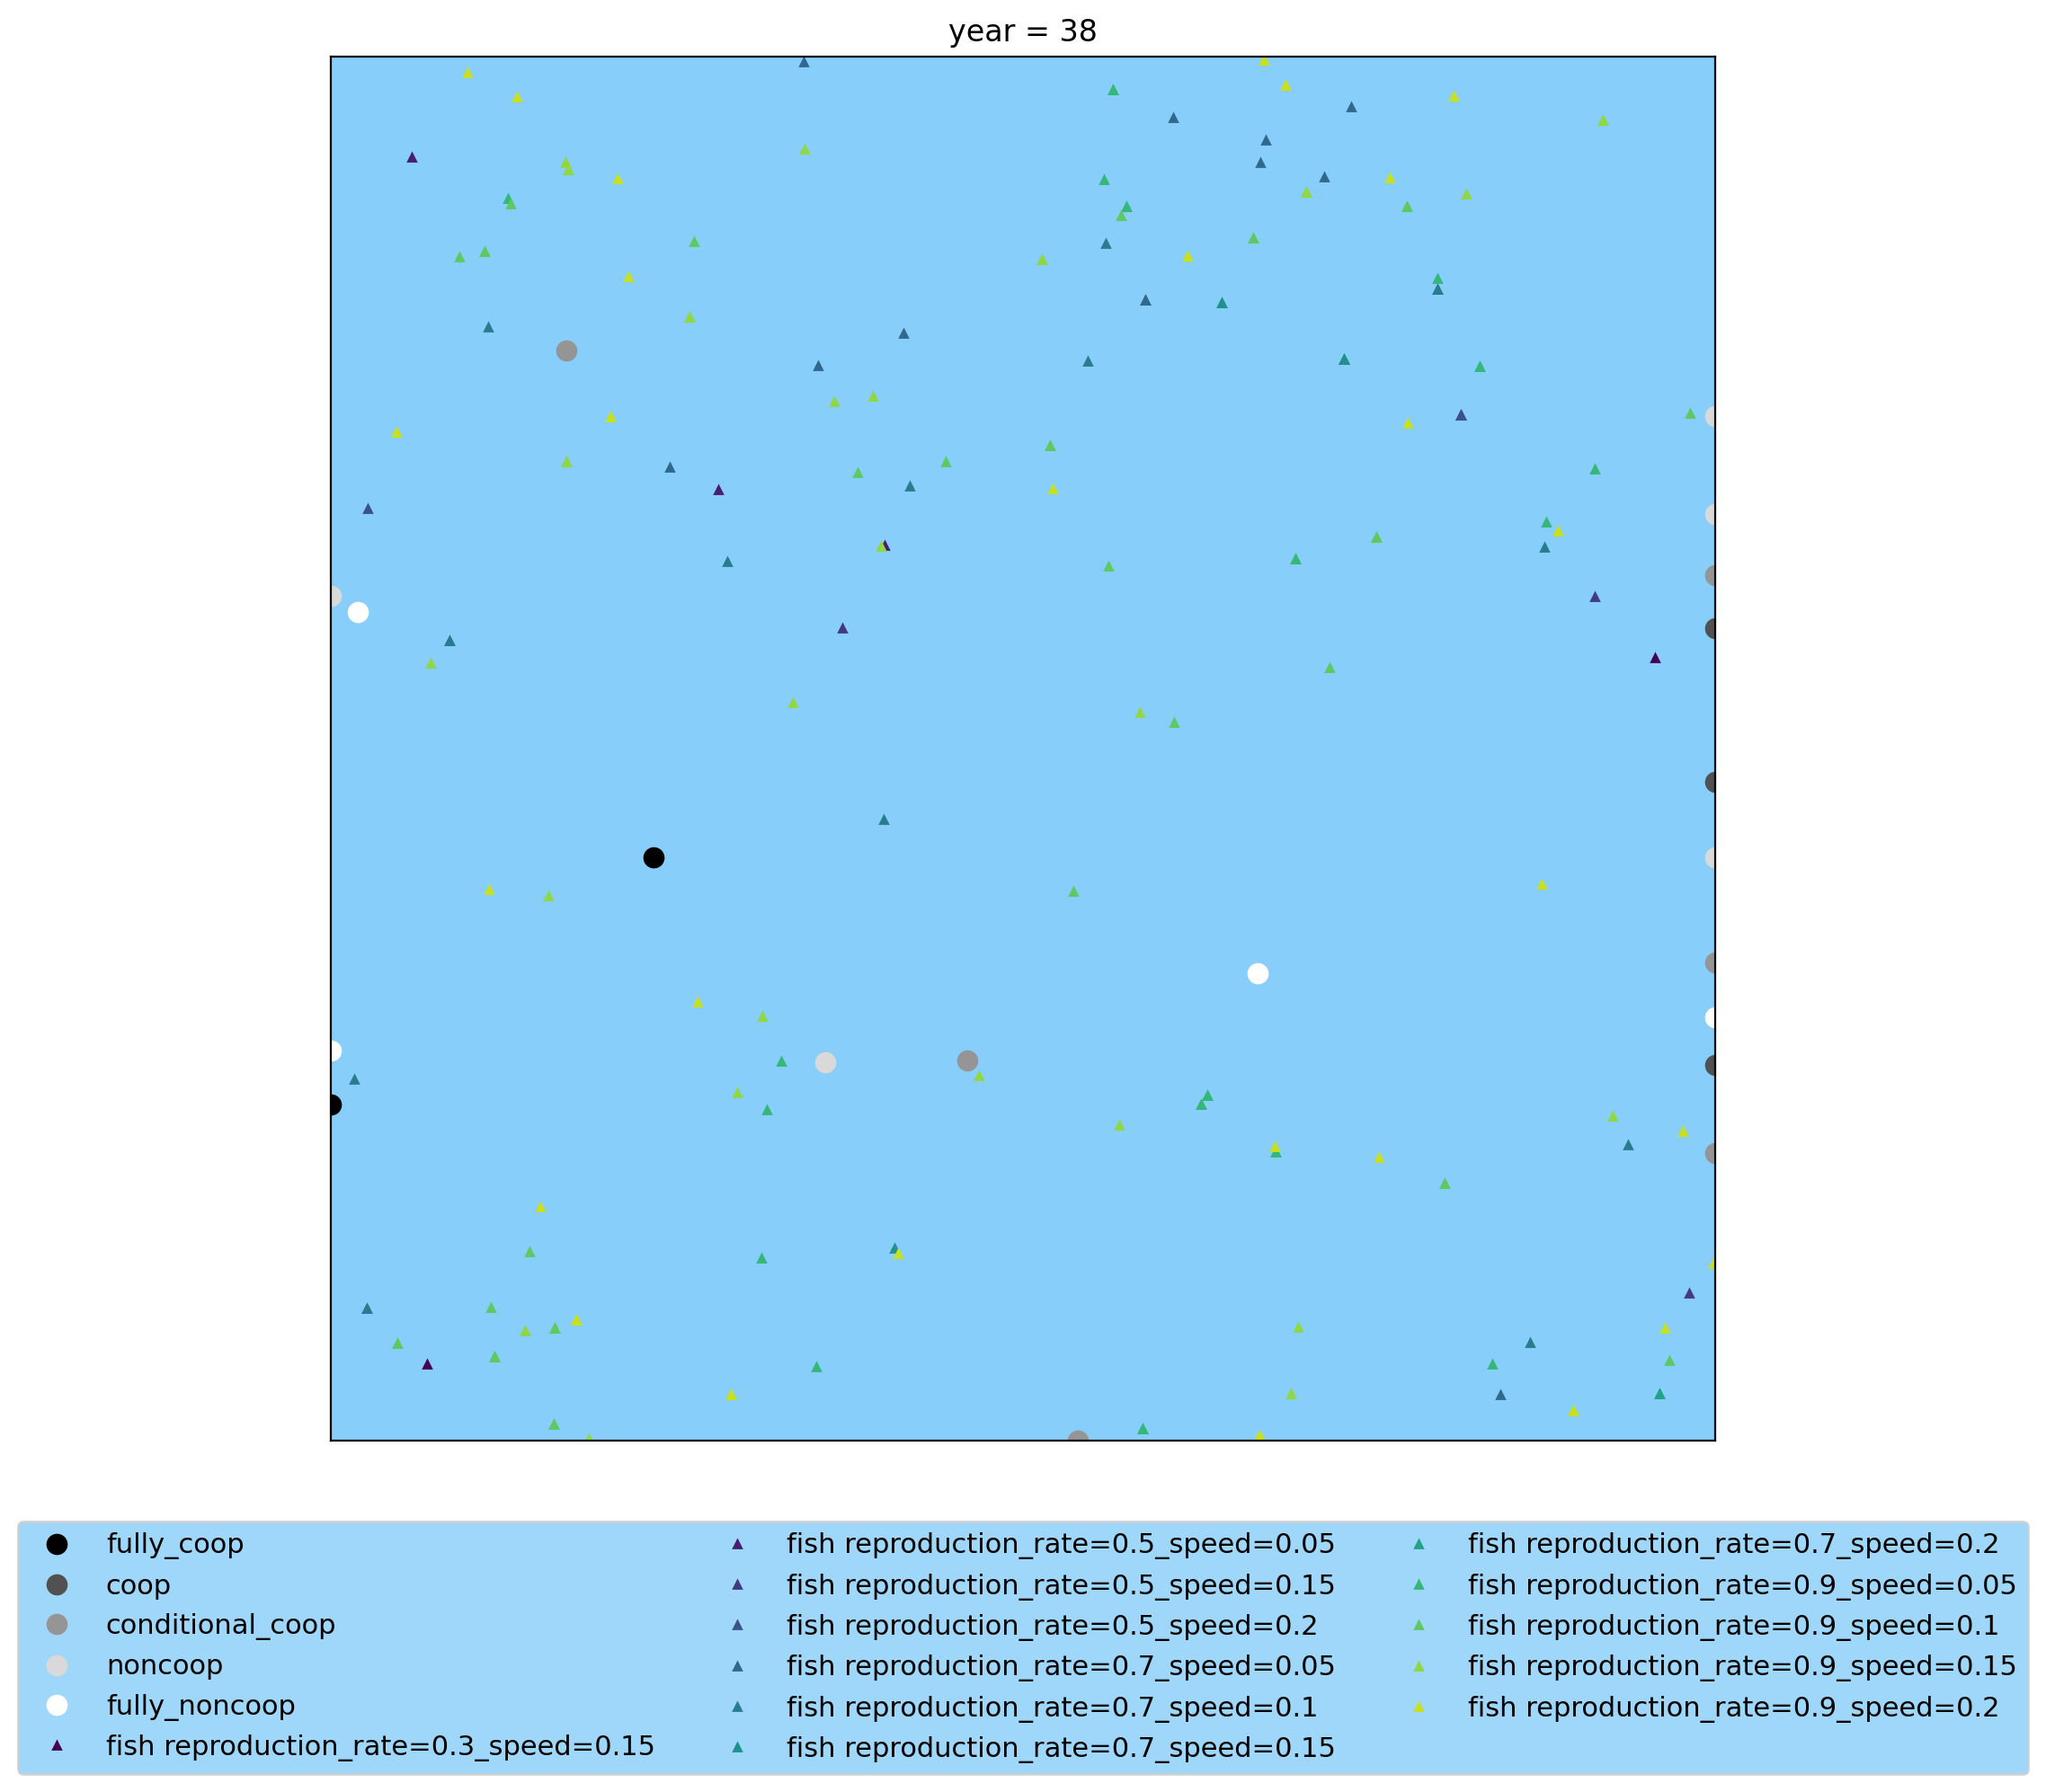 year = 38
fully_coop
coop
conditional_coop
noncoop
fully_noncoop
fish reproduction_rate=0.3_speed=0.15
fish reproduction_rate=0.5_speed=0.05
fish reproduction_rate=0.5_speed=0.15
fish reproduction_rate=0.5_speed=0.2
fish reproduction_rate=0.7_speed=0.05
fish reproduction_rate=0.7_speed=0.1
fish reproduction_rate=0.7_speed=0.15
fish reproduction_rate=0.7_speed=0.2
fish reproduction_rate=0.9_speed=0.05
fish reproduction_rate=0.9_speed=0.1
fish reproduction_rate=0.9_speed=0.15
fish reproduction_rate=0.9_speed=0.2